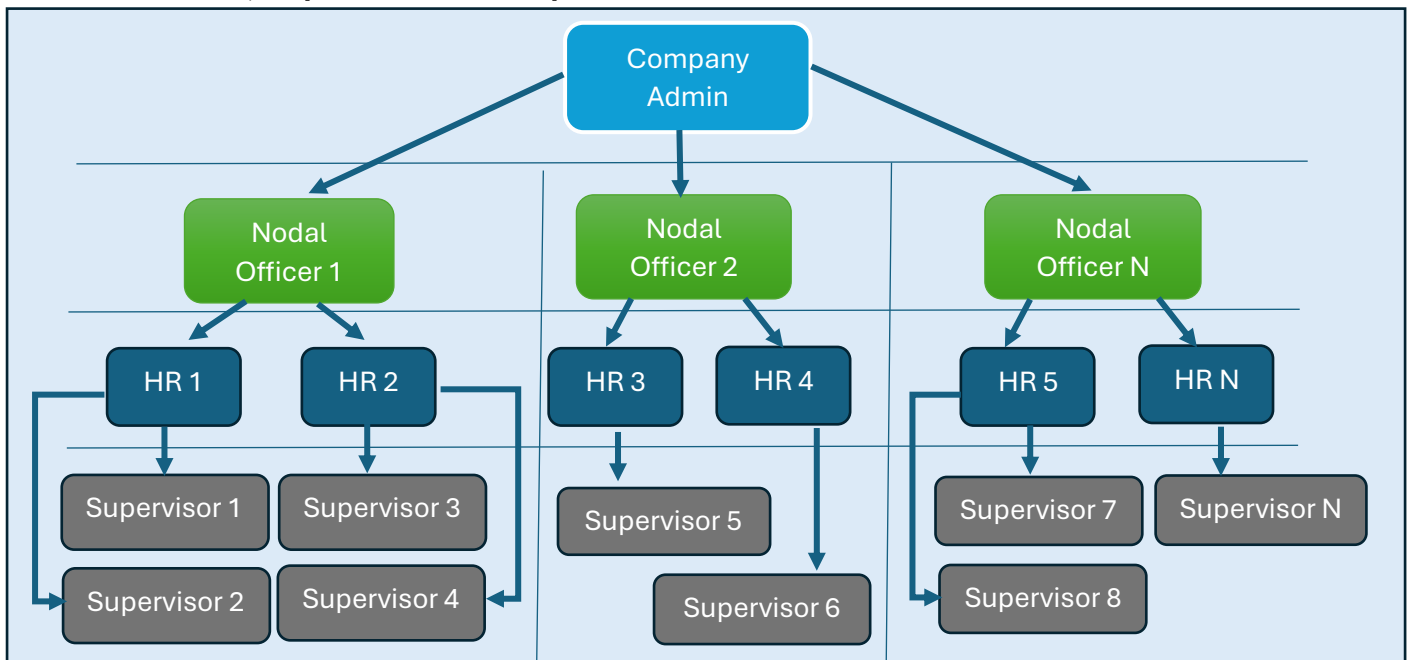 Company
Admin
Nodal
Officer 1
Nodal
Officer 2
Nodal
Officer N
HR 1
HR 2
HR 3
HR 4
HR 5
HR N
Supervisor 1
Supervisor 3
Supervisor 5
Supervisor 7
Supervisor N
Supervisor 2
Supervisor 4
Supervisor 6
Supervisor 8